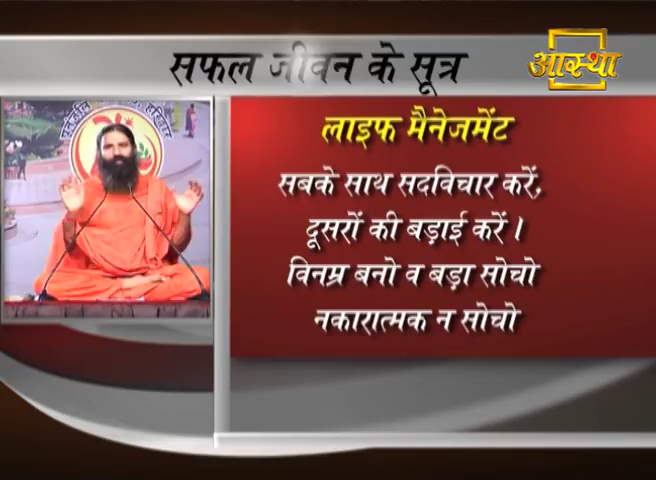 सफल जीवन के सूत्र
आस्था
लाइफ मैनेजमेंट
सबके साथ सदविचार करें,
दूसरों की बड़ाई करें ।
विनम्र बनो व बड़ा सोचो
नकारात्मक न सोचो